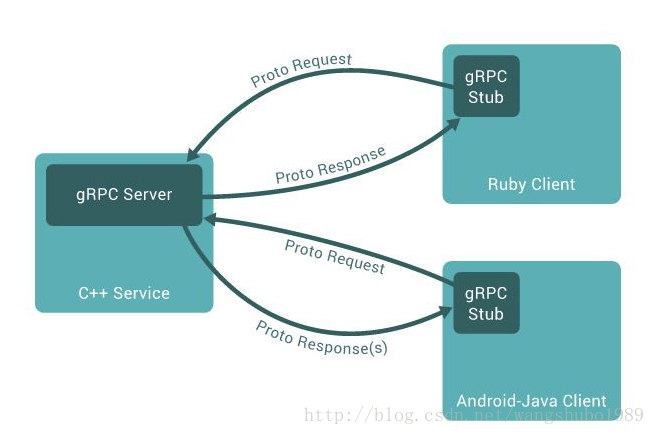 Proto Request
gRPC
Stub
Proto Response
Ruby Client
gRPC Server
C++ Service
Proto Request
gRPC
Stub
Proto Response(s)
Android-Java Client
http://blog.csdn.net/wangshubo1989